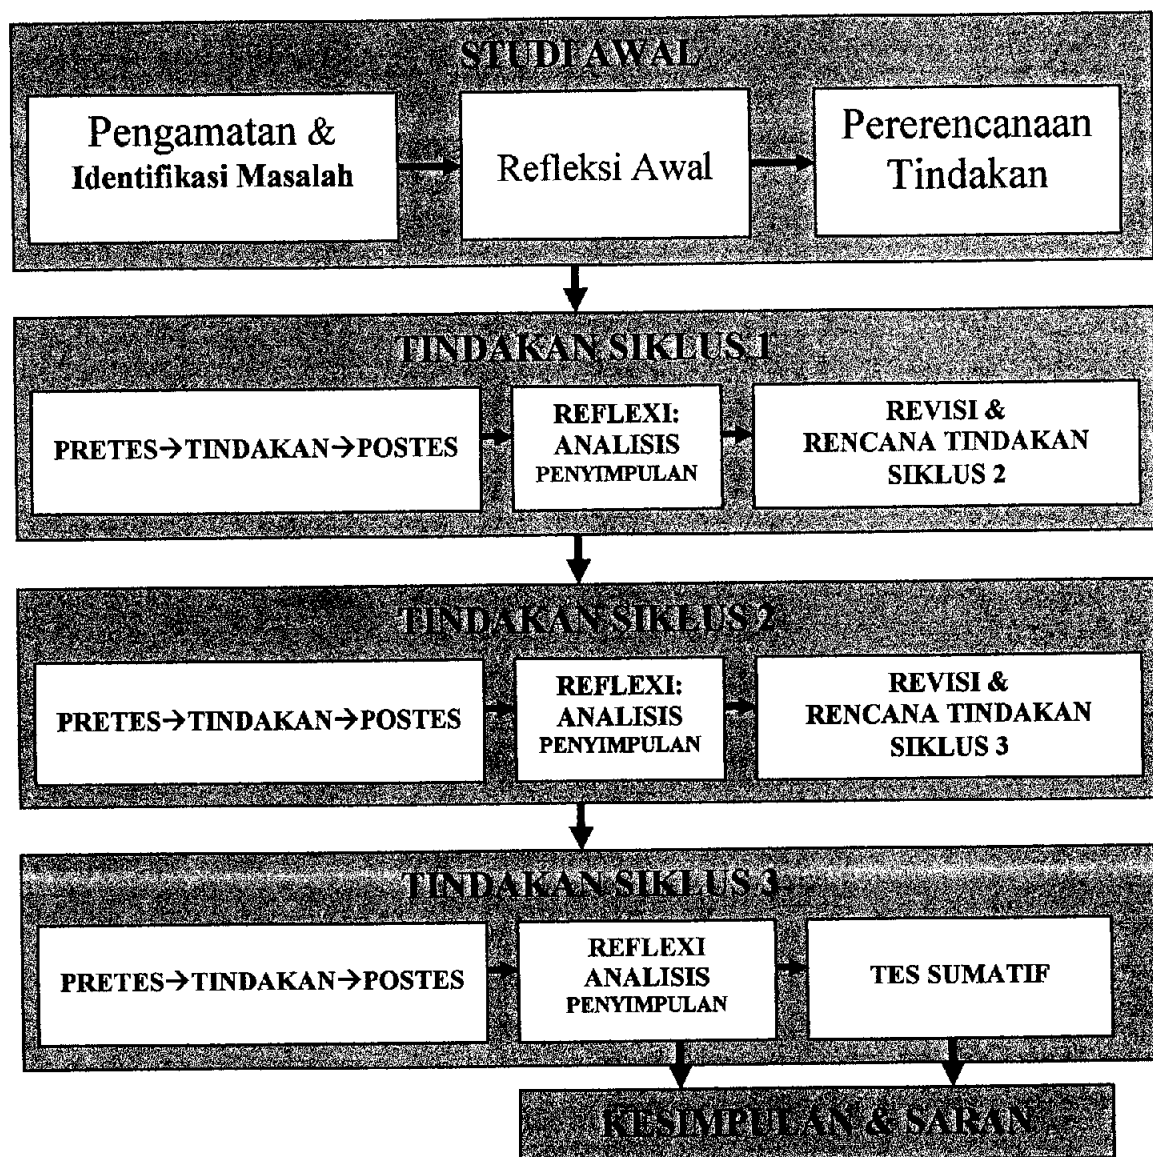 STUDI AWAL
Pengamatan &
Identifikasi Masalah
Refleksi Awal
Pererencanaan
Tindakan
TINDAKAN SIKLUS 1
PRETES→TINDAKAN→POSTES
REFLEXI:
ANALISIS
PENYIMPULAN
REVISI &
RENCANA TINDAKAN
SIKLUS 2
TINDAKAN SIKLUS 2
PRETES→TINDAKAN→POSTES
REFLEXI:
ANALISIS
PENYIMPULAN
REVISI &
RENCANA TINDAKAN
SIKLUS 3
TINDAKAN SIKLUS 3
PRETES→TINDAKAN→POSTES
REFLEXI
ANALISIS
PENYIMPULAN
TES SUMATIF
KESIMPULAN & SARAN